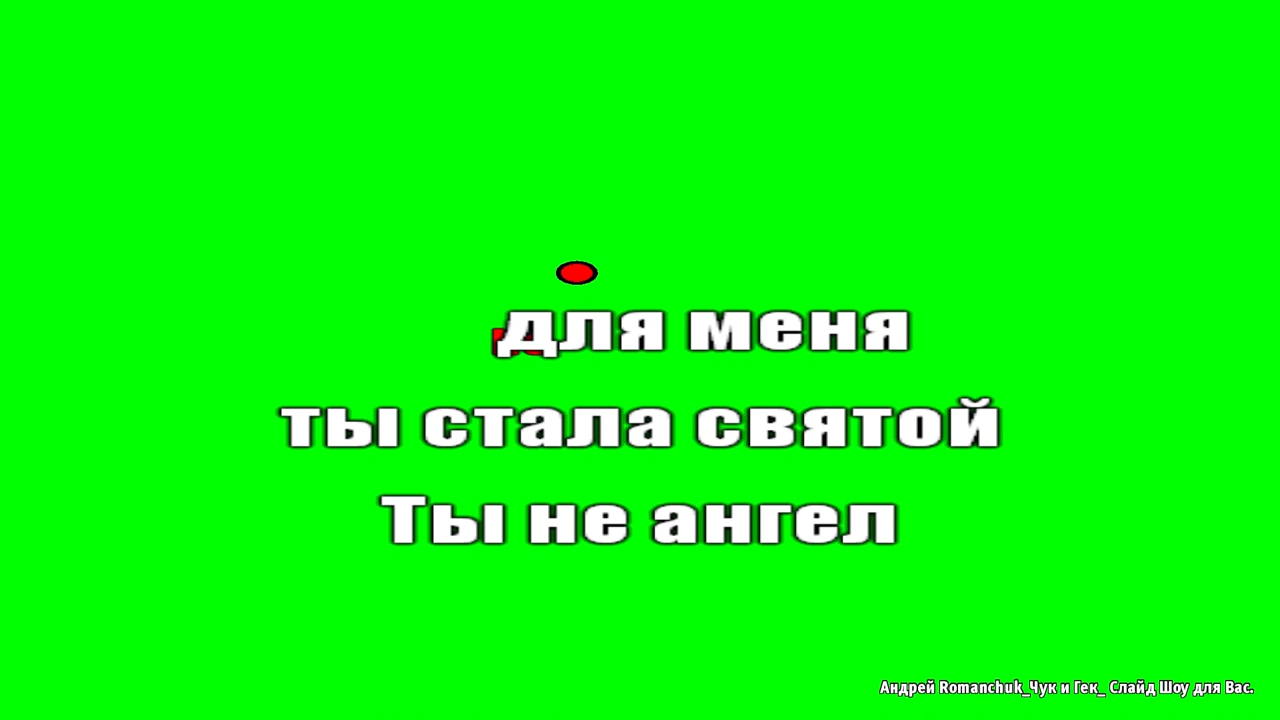 для меня
ты стала святой
Ты не ангел
Андрей Romanchuk_Чук и Гек_ Слайд Шоу для Вас.